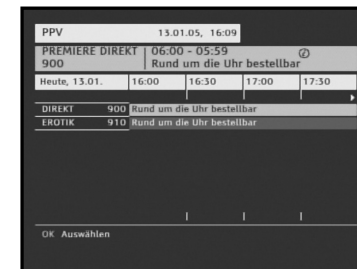 PPV 13.01.05, 16:09
PREMIERE DIREKT 06:00 - 05:59
900 Rund um die Uhr bestellbar
Heute, 13.01. 16:00 16:30 17:00 17:30
DIREKT 900 Rund um die Uhr bestellbar
EROTIK 910 Rund um die Uhr bestellbar
OK Auswählen